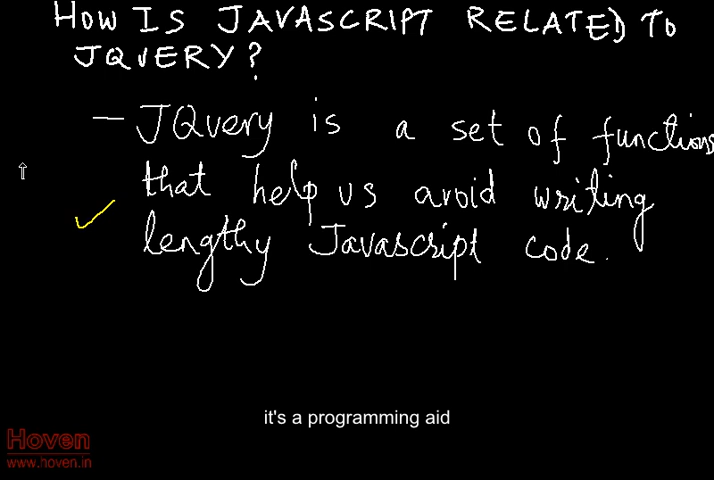 HOW IS JAVASCRIPT RELATED TO
JQUERY?
— JQuery is a set of functions
that help us avoid writing
lengthy Javascript code.
it's a programming aid
Hoven
www.hoven.in